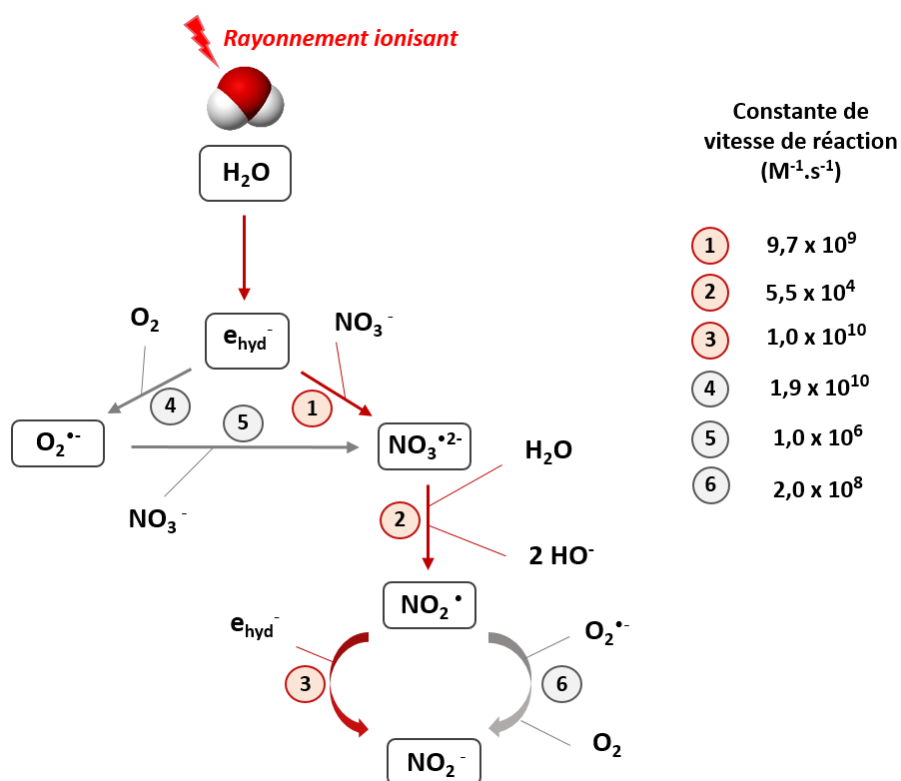 Rayonnement ionisant
H₂O
Constante de
vitesse de réaction
(M⁻¹.s⁻¹)
1 9,7 x 10⁹
2 5,5 x 10⁴
3 1,0 x 10¹⁰
4 1,9 x 10¹⁰
5 1,0 x 10⁶
6 2,0 x 10⁸
O₂
NO₃⁻
e_hyd⁻
4
1
5
O₂•⁻
NO₃•²⁻
NO₃⁻
H₂O
2
2 HO⁻
NO₂•
e_hyd⁻
O₂•⁻
3
6
O₂
NO₂⁻